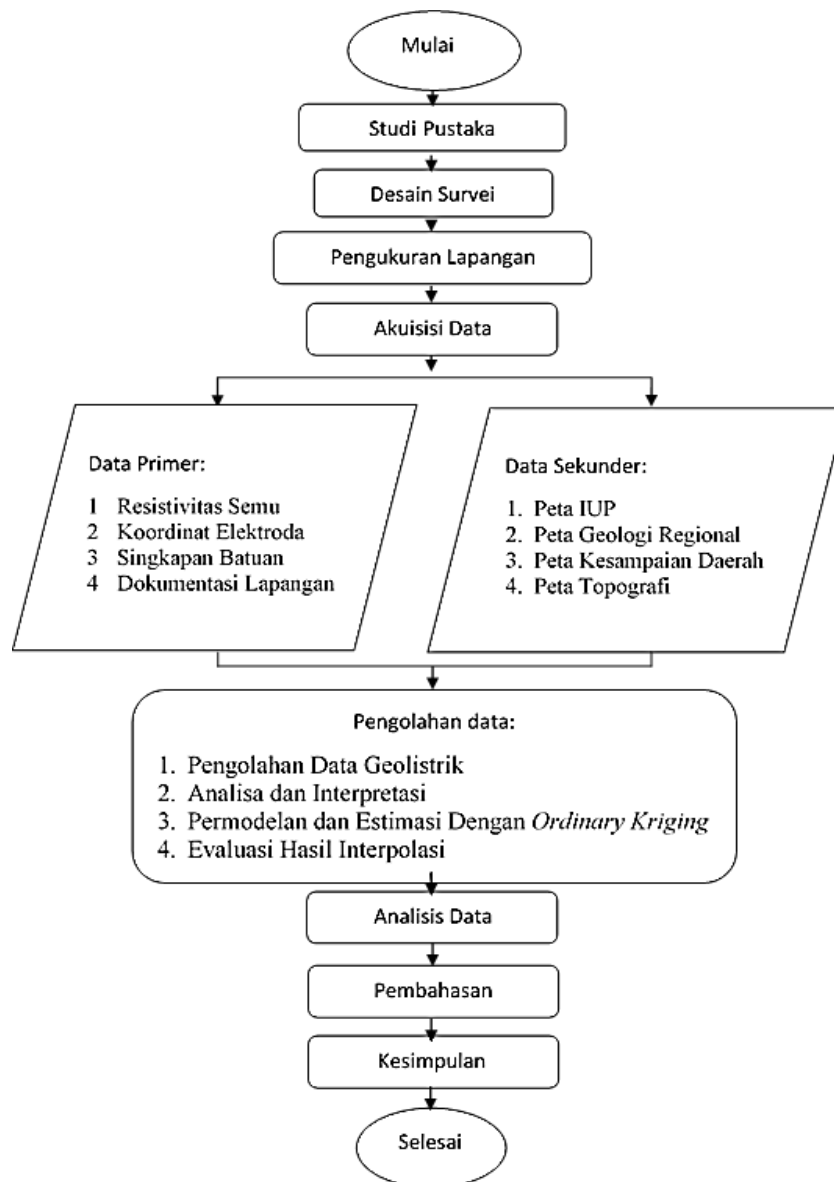 Mulai
Studi Pustaka
Desain Survei
Pengukuran Lapangan
Akuisisi Data
Data Primer:
1 Resistivitas Semu
2 Koordinat Elektroda
3 Singkapan Batuan
4 Dokumentasi Lapangan
Data Sekunder:
1. Peta IUP
2. Peta Geologi Regional
3. Peta Kesampaian Daerah
4. Peta Topografi
Pengolahan data:
1. Pengolahan Data Geolistrik
2. Analisa dan Interpretasi
3. Permodelan dan Estimasi Dengan Ordinary Kriging
4. Evaluasi Hasil Interpolasi
Analisis Data
Pembahasan
Kesimpulan
Selesai